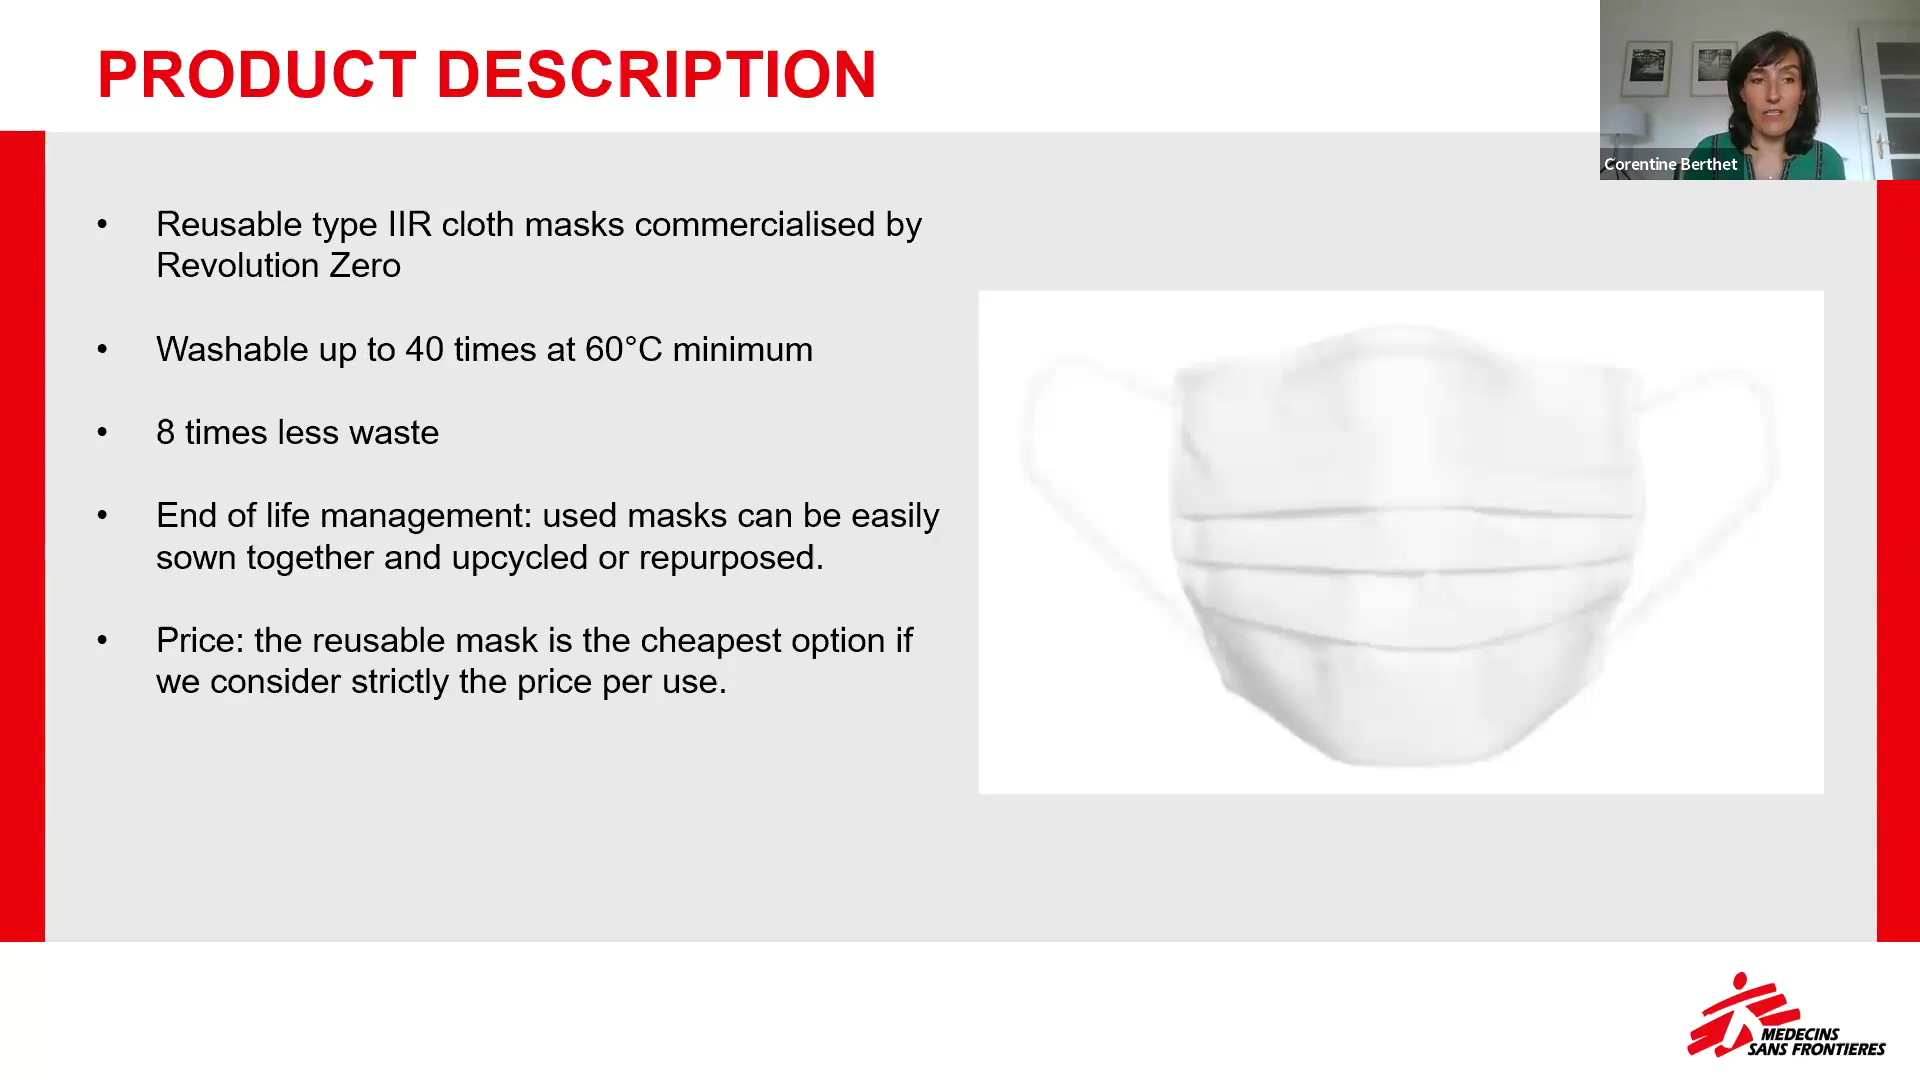 PRODUCT DESCRIPTION
Corentine Berthet
• Reusable type IIR cloth masks commercialised by
Revolution Zero
• Washable up to 40 times at 60°C minimum
• 8 times less waste
• End of life management: used masks can be easily
sown together and upcycled or repurposed.
• Price: the reusable mask is the cheapest option if
we consider strictly the price per use.
MEDECINS
SANS FRONTIERES